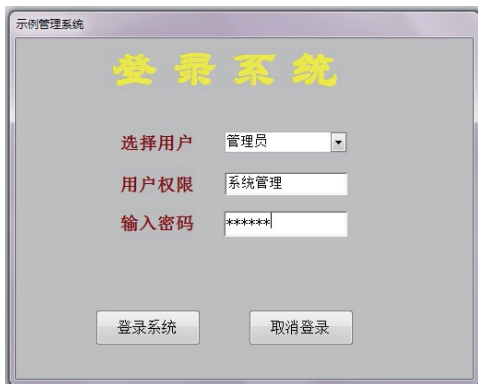 示例管理系统
登录系统
选择用户 管理员
用户权限 系统管理
输入密码 ******
登录系统 取消登录